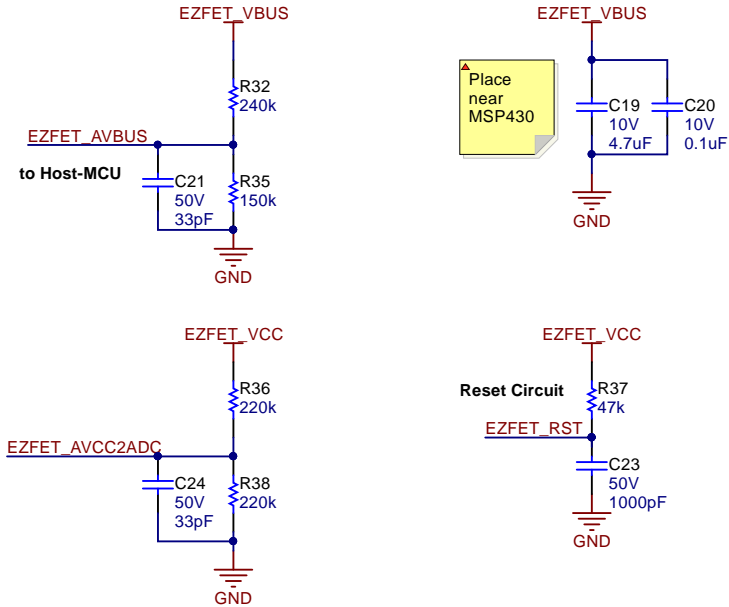 EZFET_VBUS
R32
240k
EZFET_AVBUS
to Host-MCU
C21
50V
33pF
R35
150k
GND
EZFET_VBUS
Place
near
MSP430
C19
10V
4.7uF
C20
10V
0.1uF
GND
EZFET_VCC
R36
220k
EZFET_AVCC2ADC
C24
50V
33pF
R38
220k
GND
EZFET_VCC
Reset Circuit
R37
47k
EZFET_RST
C23
50V
1000pF
GND